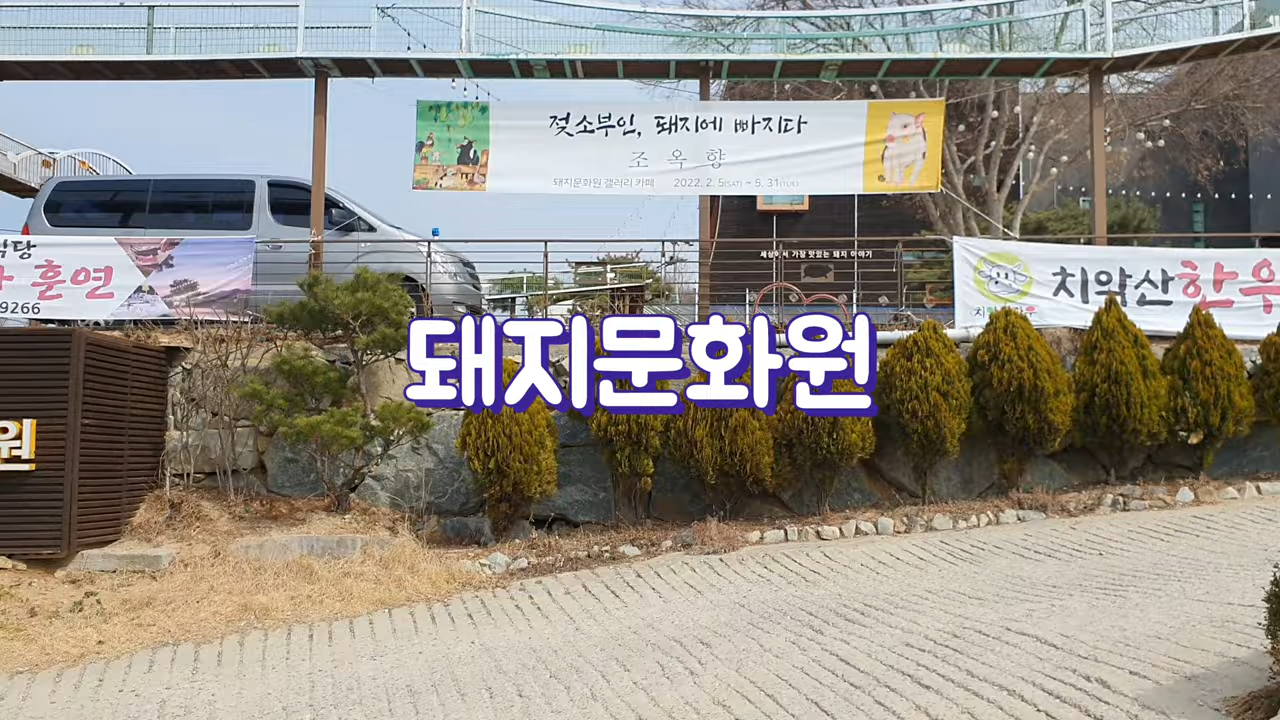 젖소부인, 돼지에 빠지다
조옥향
돼지문화원 갤러리 카페 2022. 2. 5(SAT) ~ 5. 31(TUE)
식당
훈연
9266
세상에서 가장 맛있는 돼지 이야기
치악산한우
돼지문화원
원